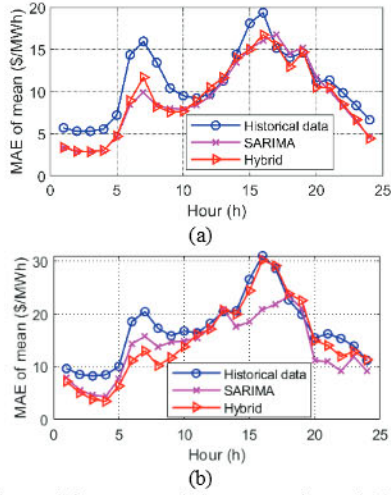 20
15
10
5
0
MAE of mean ($/MWh)
Historical data
SARIMA
Hybrid
0 5 10 15 20 25
Hour (h)
(a)
30
20
10
0
MAE of mean ($/MWh)
Historical data
SARIMA
Hybrid
0 5 10 15 20 25
Hour (h)
(b)